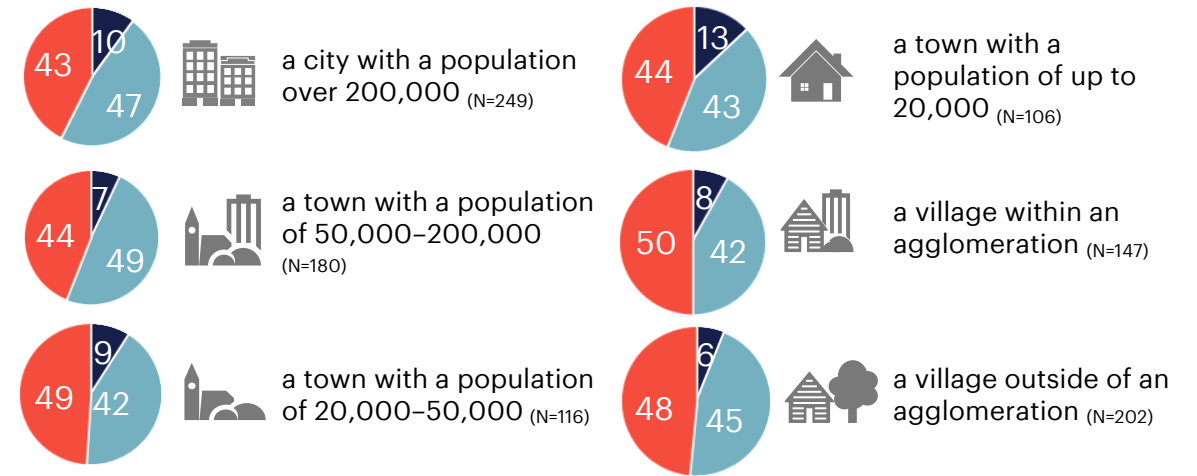 10
43
47
a city with a population
over 200,000 (N=249)
7
44
49
a town with a population
of 50,000–200,000
(N=180)
9
49
42
a town with a population
of 20,000–50,000 (N=116)
13
44
43
a town with a
population of up to
20,000 (N=106)
8
50
42
a village within an
agglomeration (N=147)
6
48
45
a village outside of an
agglomeration (N=202)